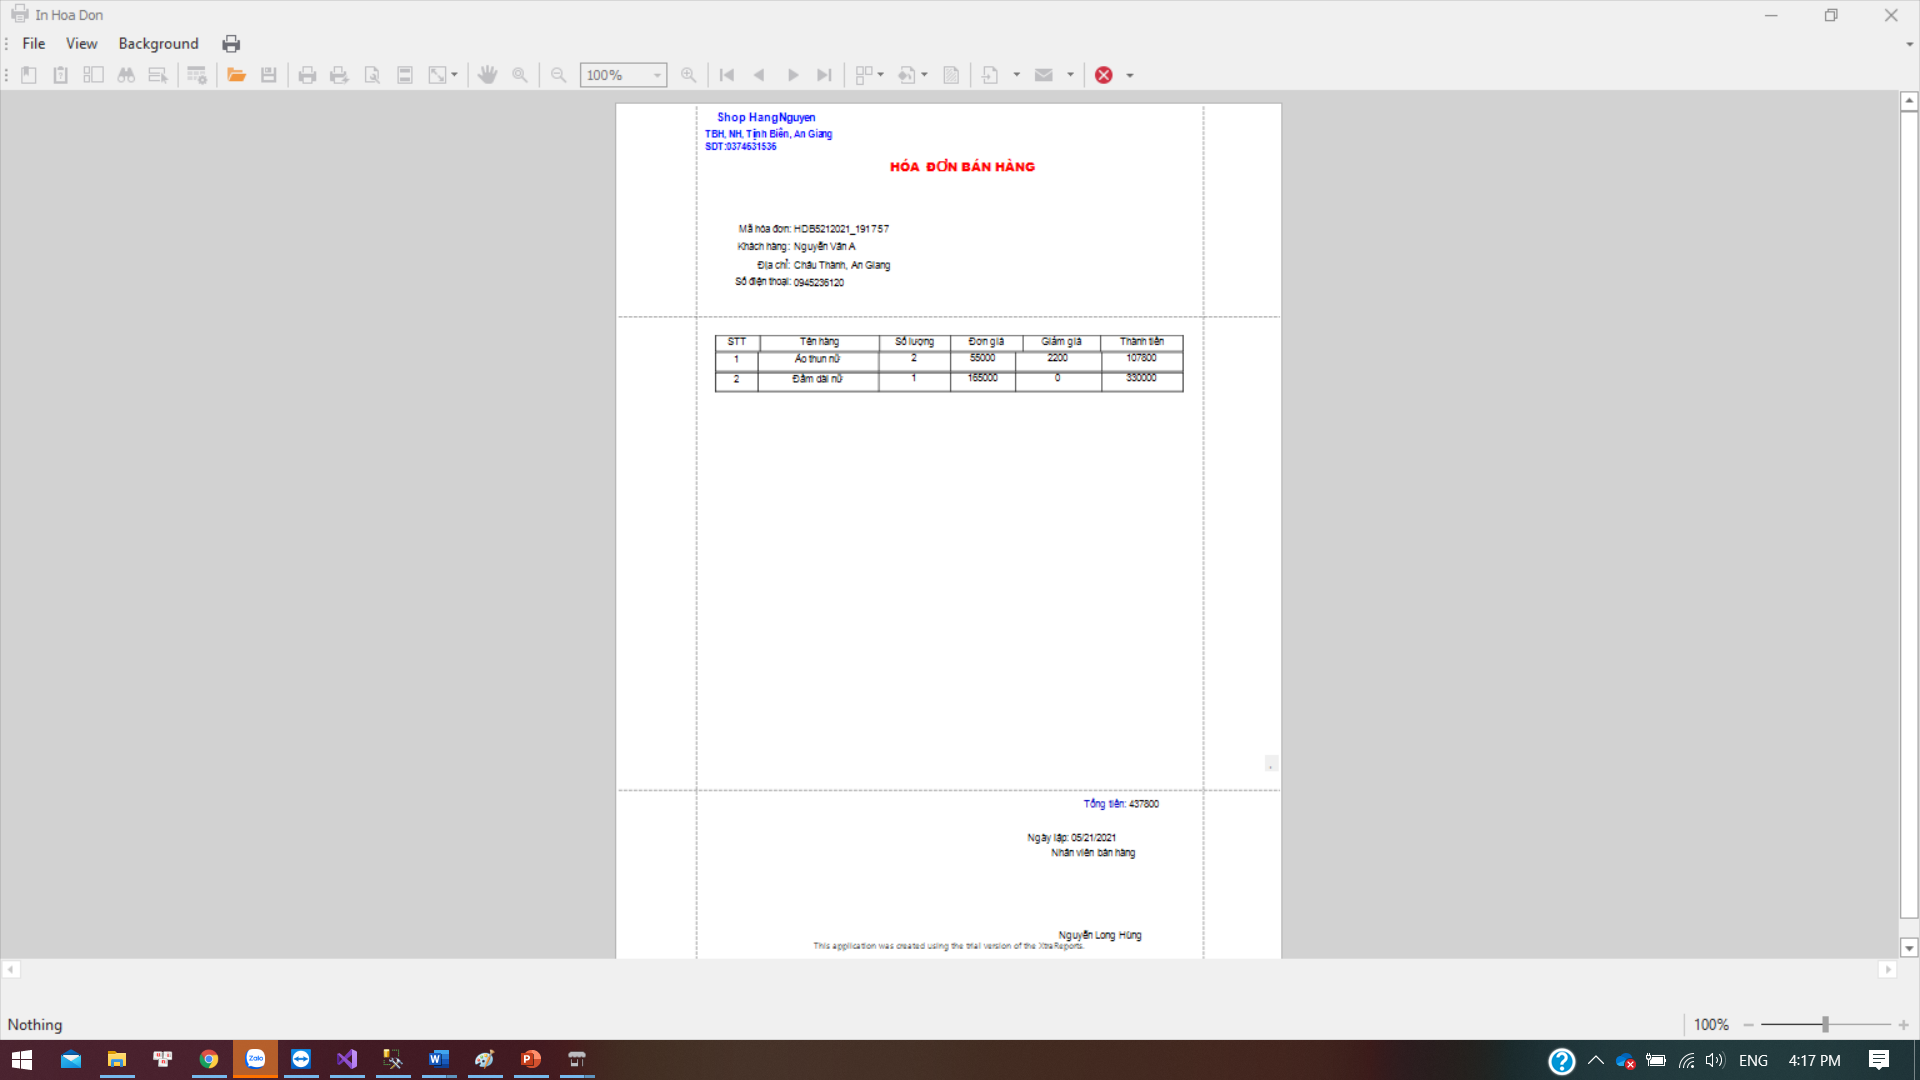 In Hoa Don
File View Background
100%
Shop HangNguyen
TBH, NH, Tịnh Biên, An Giang
SDT:0374631536
HÓA ĐƠN BÁN HÀNG
Mã hóa đơn: HDB5212021_191757
Khách hàng: Nguyễn Văn A
Địa chỉ: Châu Thành, An Giang
Số điện thoại: 0945236120
STT Tên hàng Số lượng Đơn giá Giảm giá Thành tiền
1 Áo thun nữ 2 55000 2200 107800
2 Đầm dài nữ 1 165000 0 330000
Tổng tiền: 437800
Ngày lập: 05/21/2021
Nhân viên bán hàng
Nguyễn Long Hùng
This application was created using the trial version of the XtraReports.
Nothing
100%
Zalo
ENG 4:17 PM